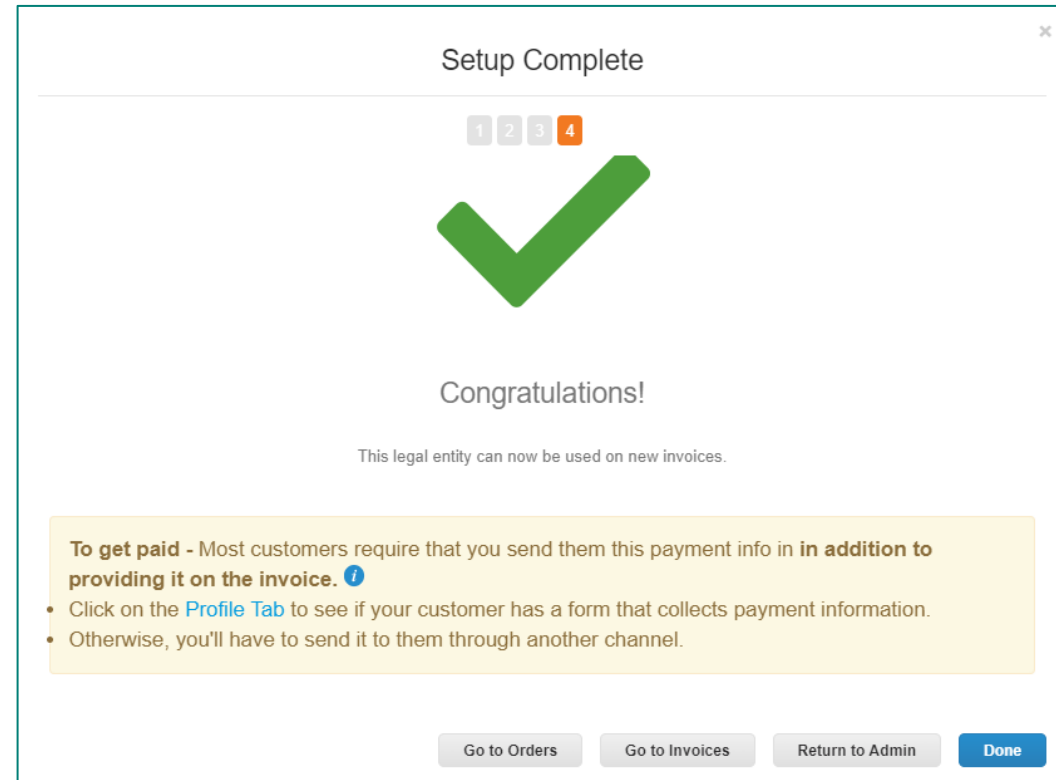 ×
Setup Complete
1 2 3 4
Congratulations!
This legal entity can now be used on new invoices.
To get paid - Most customers require that you send them this payment info in in addition to
providing it on the invoice. i
• Click on the Profile Tab to see if your customer has a form that collects payment information.
• Otherwise, you'll have to send it to them through another channel.
Go to Orders Go to Invoices Return to Admin Done